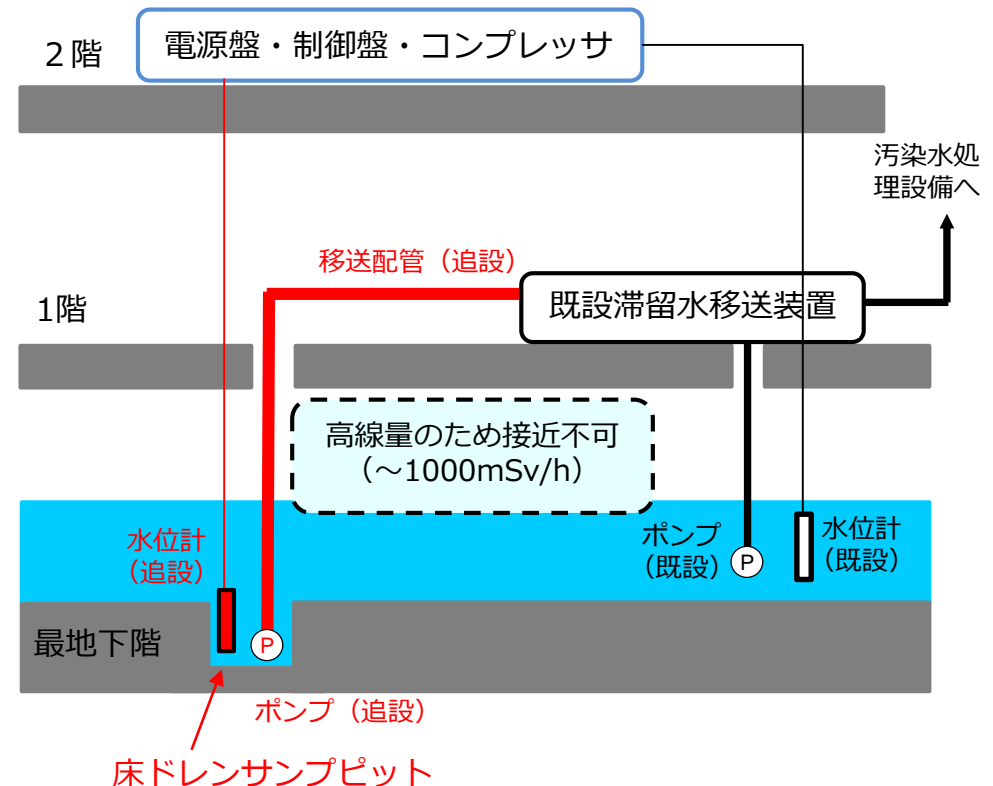 ２階
電源盤・制御盤・コンプレッサ
汚染水処
理設備へ
移送配管（追設）
1階
既設滞留水移送装置
高線量のため接近不可
（～1000mSv/h）
水位計
（追設）
ポンプ
（既設）
P
水位計
（既設）
最地下階
P
ポンプ（追設）
床ドレンサンプピット